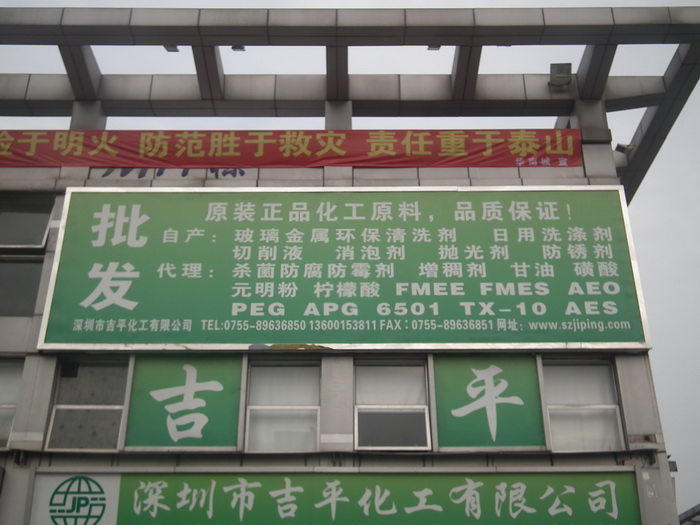 险于明火 防范胜于救灾 责任重于泰山
批发
原装正品化工原料，品质保证！
自产：玻璃金属环保清洗剂 日用洗涤剂
切削液 消泡剂 抛光剂 防锈剂
代理：杀菌防腐防霉剂 增稠剂 甘油 磺酸
元明粉 柠檬酸 FMEE FMES AEO
PEG APG 6501 TX-10 AES
深圳市吉平化工有限公司 TEL:0755-89636850 13600153811 FAX：0755-89636851 网址：www.szjiping.com
吉平
JP
深圳市吉平化工有限公司